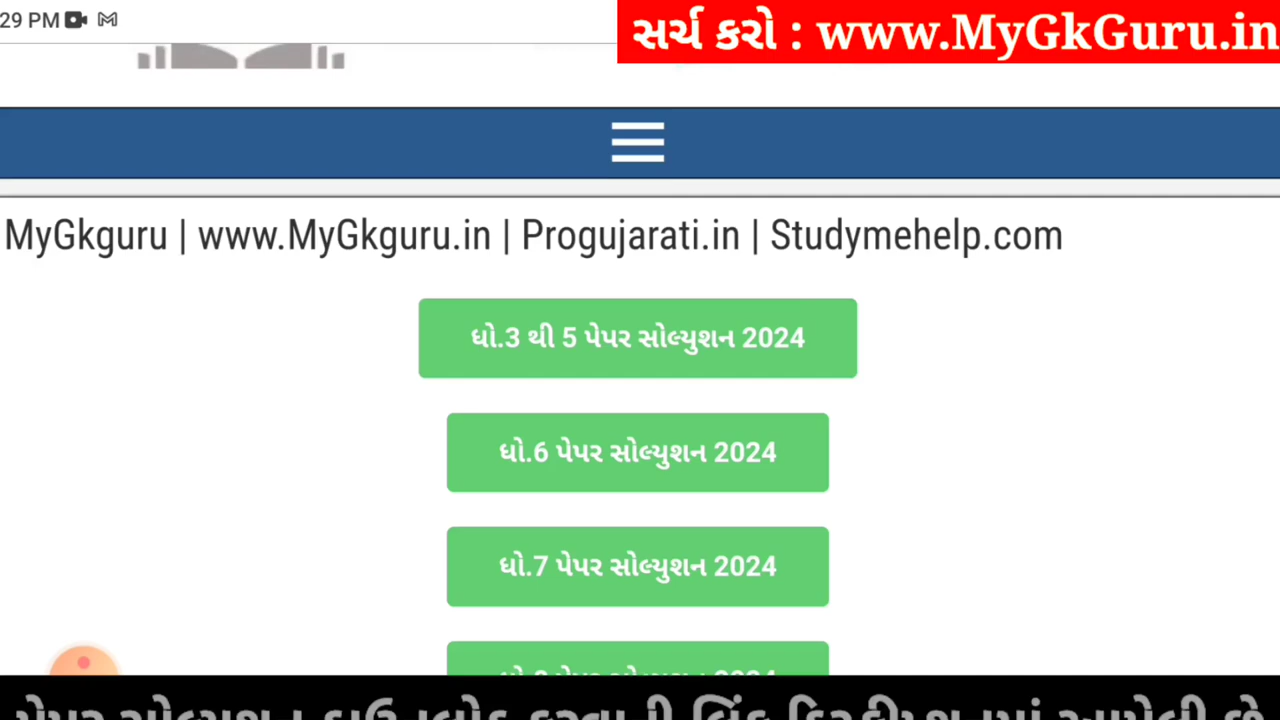 29 PM
સર્ચ કરો : www.MyGkGuru.in
MyGkguru | www.MyGkguru.in | Progujarati.in | Studymehelp.com
ધો.3 થી 5 પેપર સોલ્યુશન 2024
ધો.6 પેપર સોલ્યુશન 2024
ધો.7 પેપર સોલ્યુશન 2024